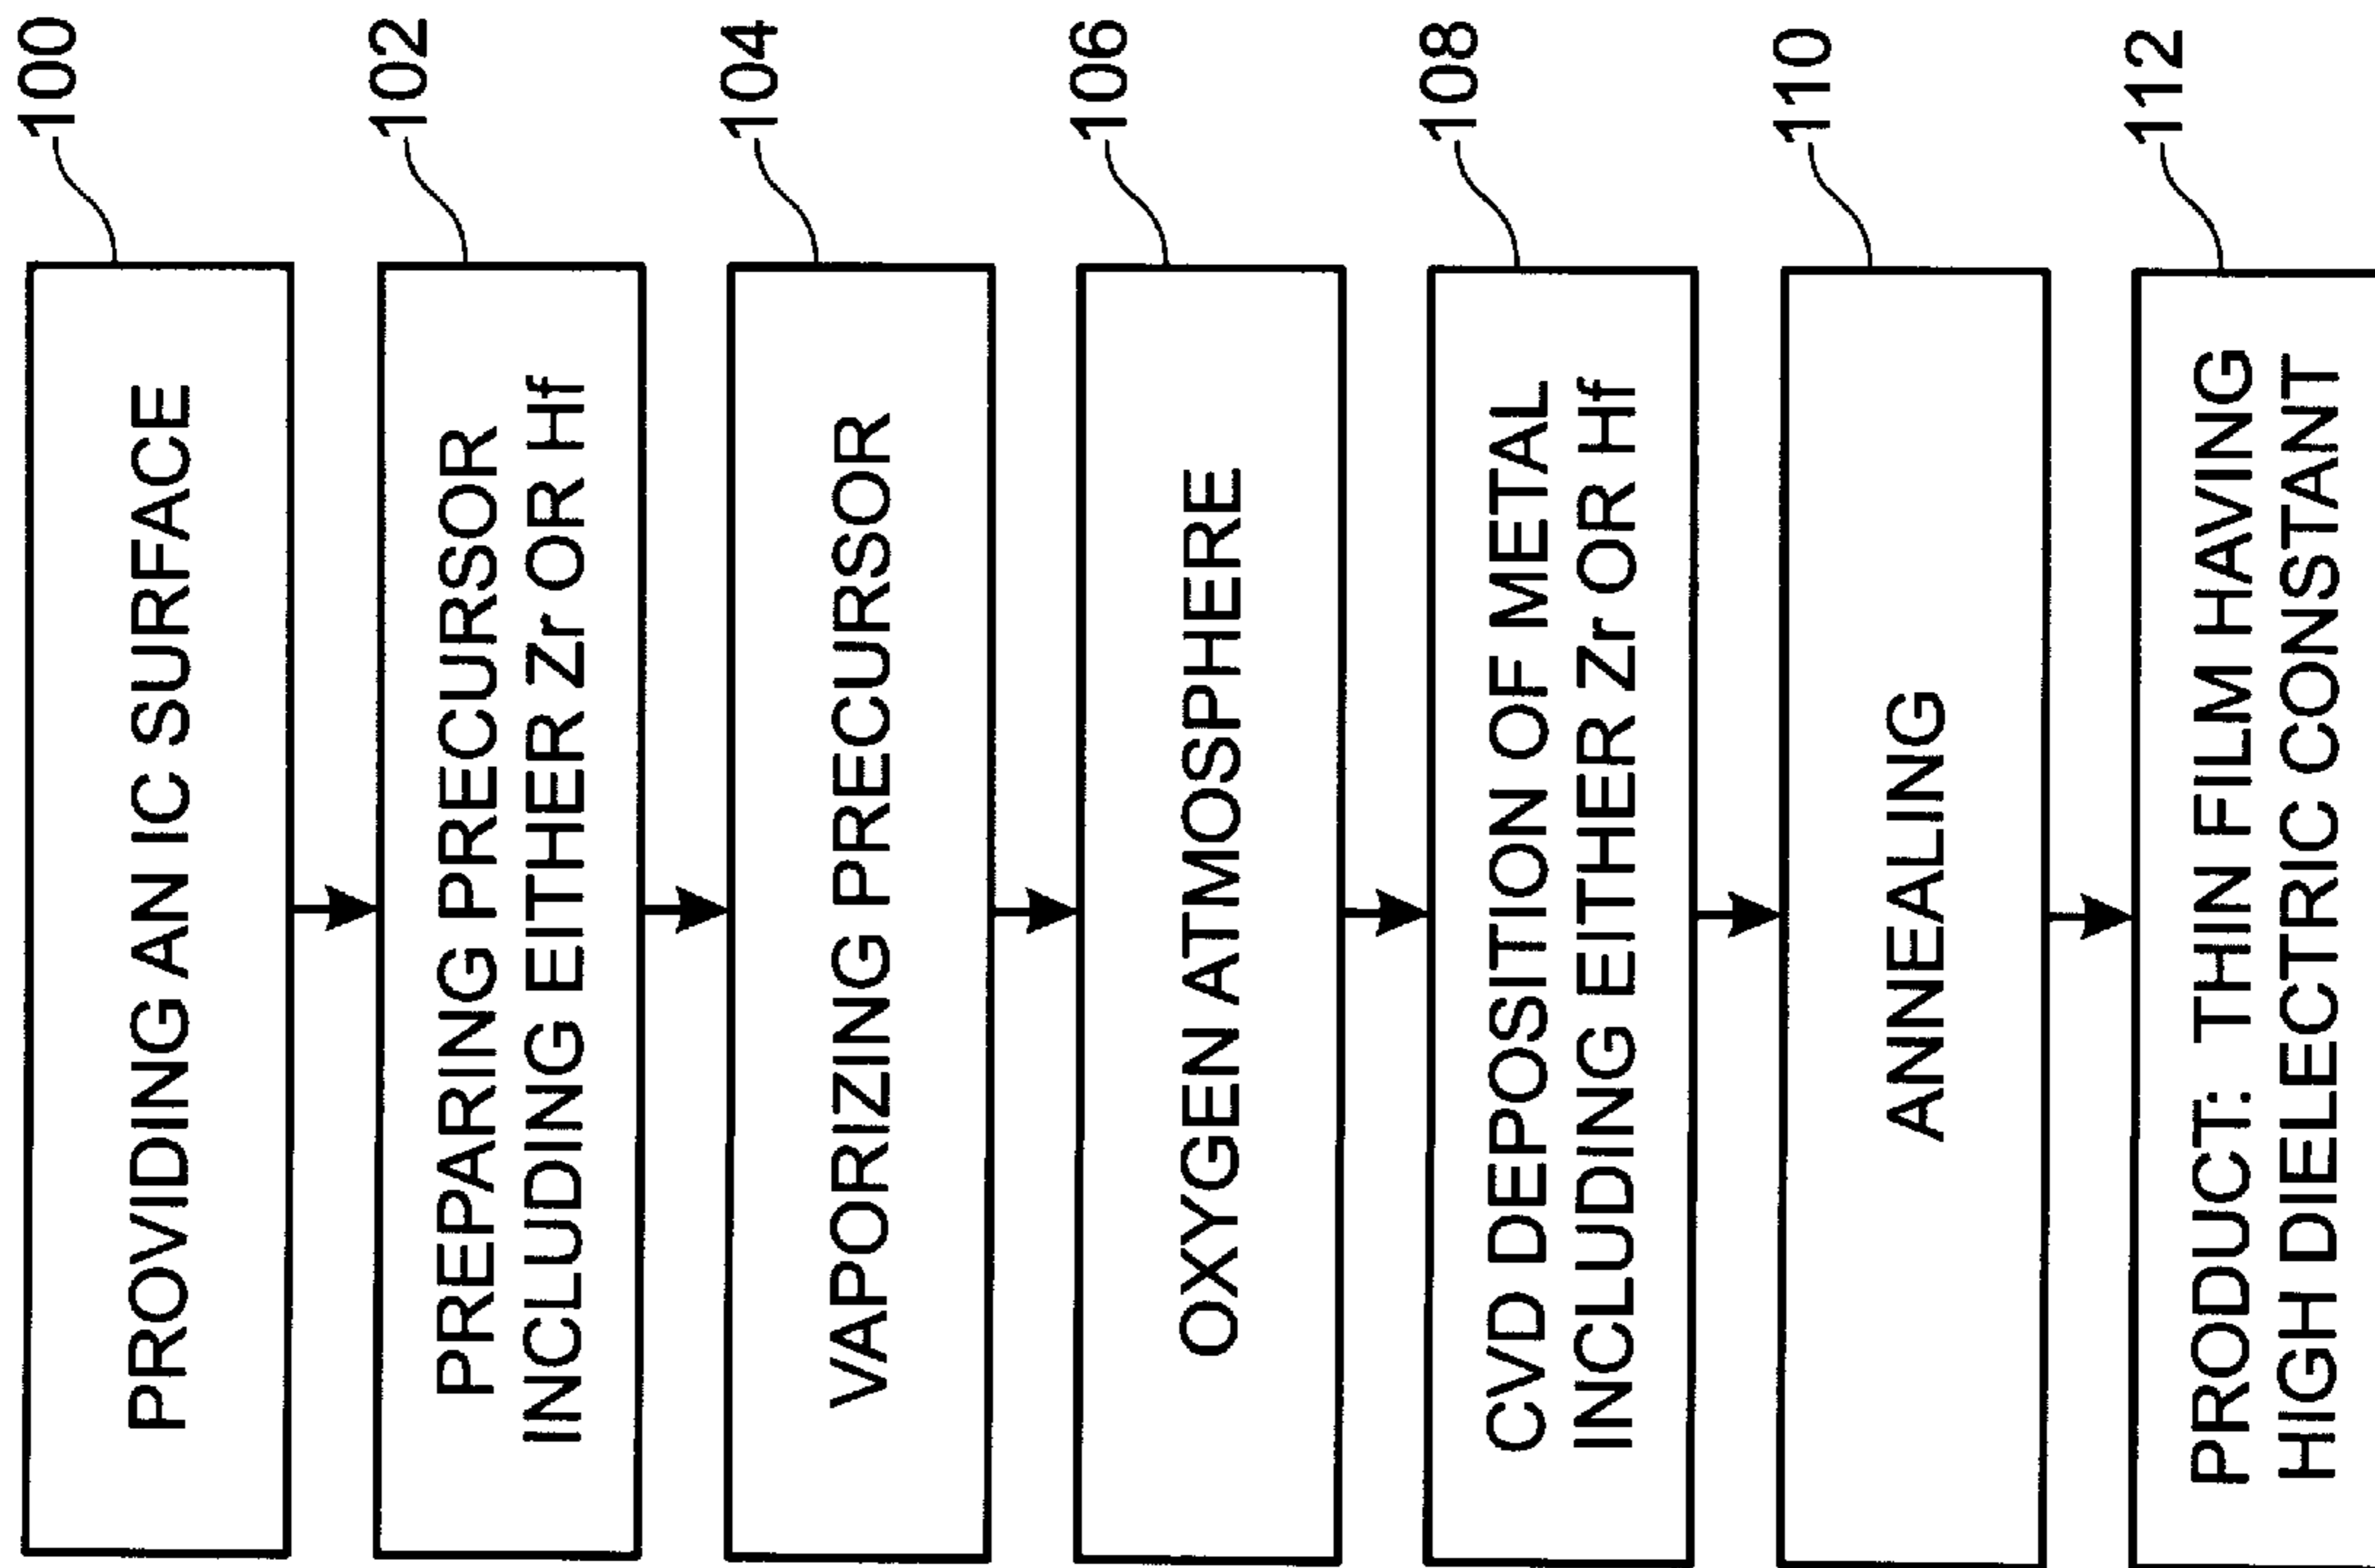 100
PROVIDING AN IC SURFACE
102
PREPARING PRECURSOR
INCLUDING EITHER Zr OR Hf
104
VAPORIZING PRECURSOR
106
OXYGEN ATMOSPHERE
108
CVD DEPOSITION OF METAL
INCLUDING EITHER Zr OR Hf
110
ANNEALING
112
PRODUCT: THIN FILM HAVING
HIGH DIELECTRIC CONSTANT